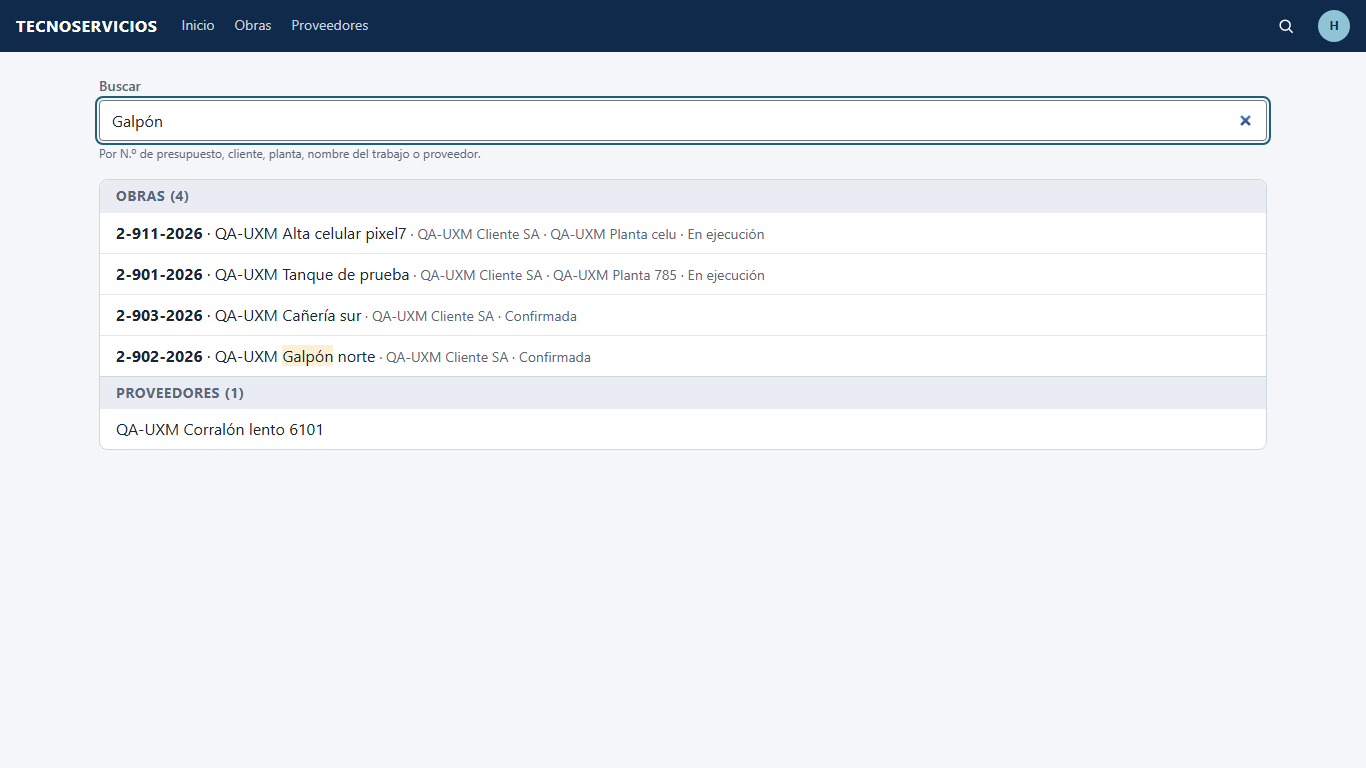 TECNOSERVICIOS Inicio Obras Proveedores H
Buscar
Galpón
Por N.º de presupuesto, cliente, planta, nombre del trabajo o proveedor.
OBRAS (4)
2-911-2026 · QA-UXM Alta celular pixel7 · QA-UXM Cliente SA · QA-UXM Planta celu · En ejecución
2-901-2026 · QA-UXM Tanque de prueba · QA-UXM Cliente SA · QA-UXM Planta 785 · En ejecución
2-903-2026 · QA-UXM Cañería sur · QA-UXM Cliente SA · Confirmada
2-902-2026 · QA-UXM Galpón norte · QA-UXM Cliente SA · Confirmada
PROVEEDORES (1)
QA-UXM Corralón lento 6101